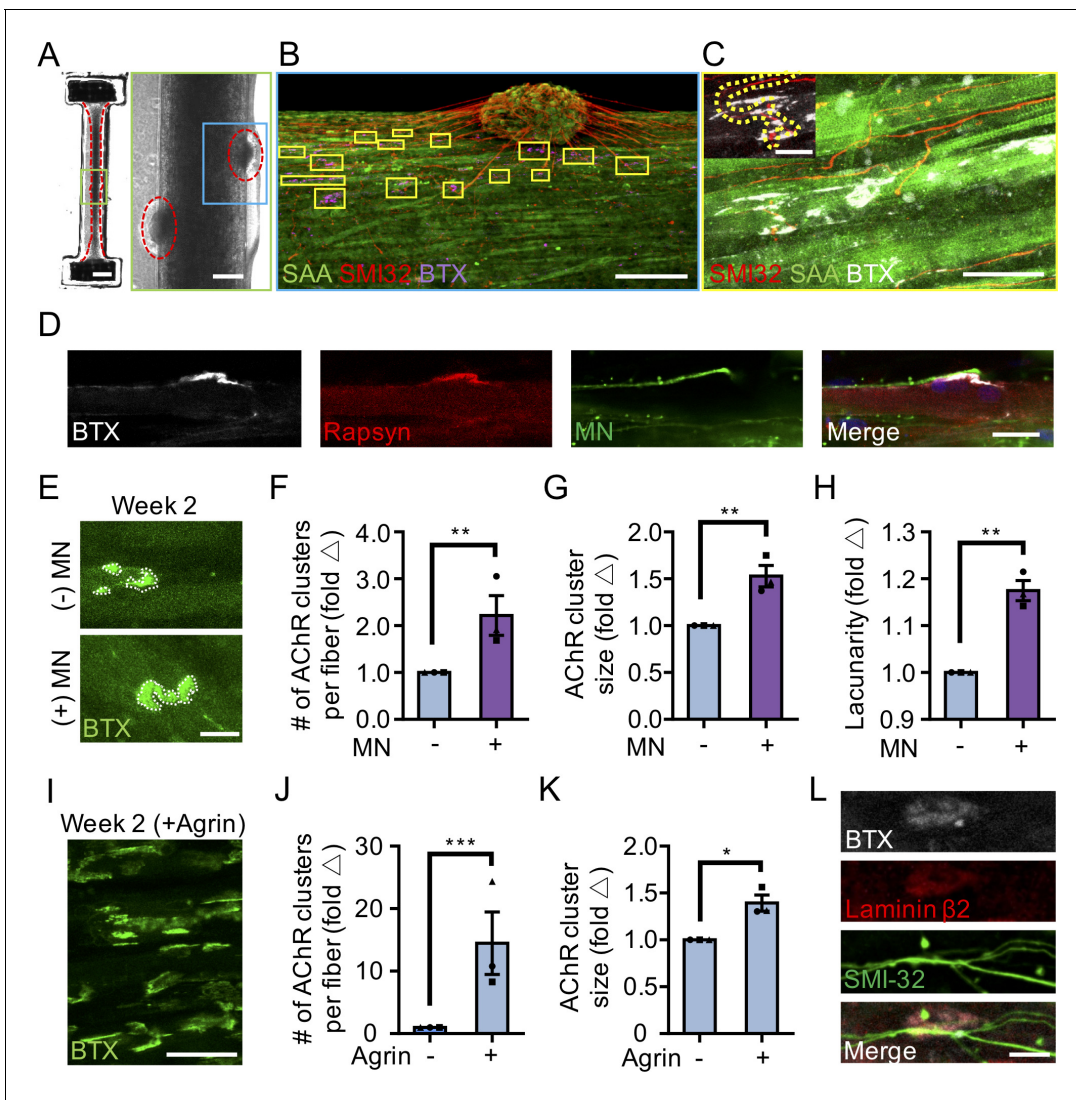 A
B
C
SAA SMI32 BTX
SMI32 SAA BTX
D
BTX
Rapsyn
MN
Merge
E
F
G
H
Week 2
(-) MN
(+) MN
BTX
# of AChR clusters
per fiber (fold △)
4.0
3.0
2.0
1.0
0.0
**
MN - +
AChR cluster
size (fold △)
2.0
1.5
1.0
0.5
0.0
**
MN - +
Lacunarity (fold △)
1.3
1.2
1.1
1.0
0.9
**
MN - +
I
J
K
L
Week 2 (+Agrin)
BTX
# of AChR clusters
per fiber (fold △)
30
20
10
0
***
Agrin - +
AChR cluster
size (fold △)
2.0
1.5
1.0
0.5
0.0
*
Agrin - +
BTX
Laminin β2
SMI-32
Merge